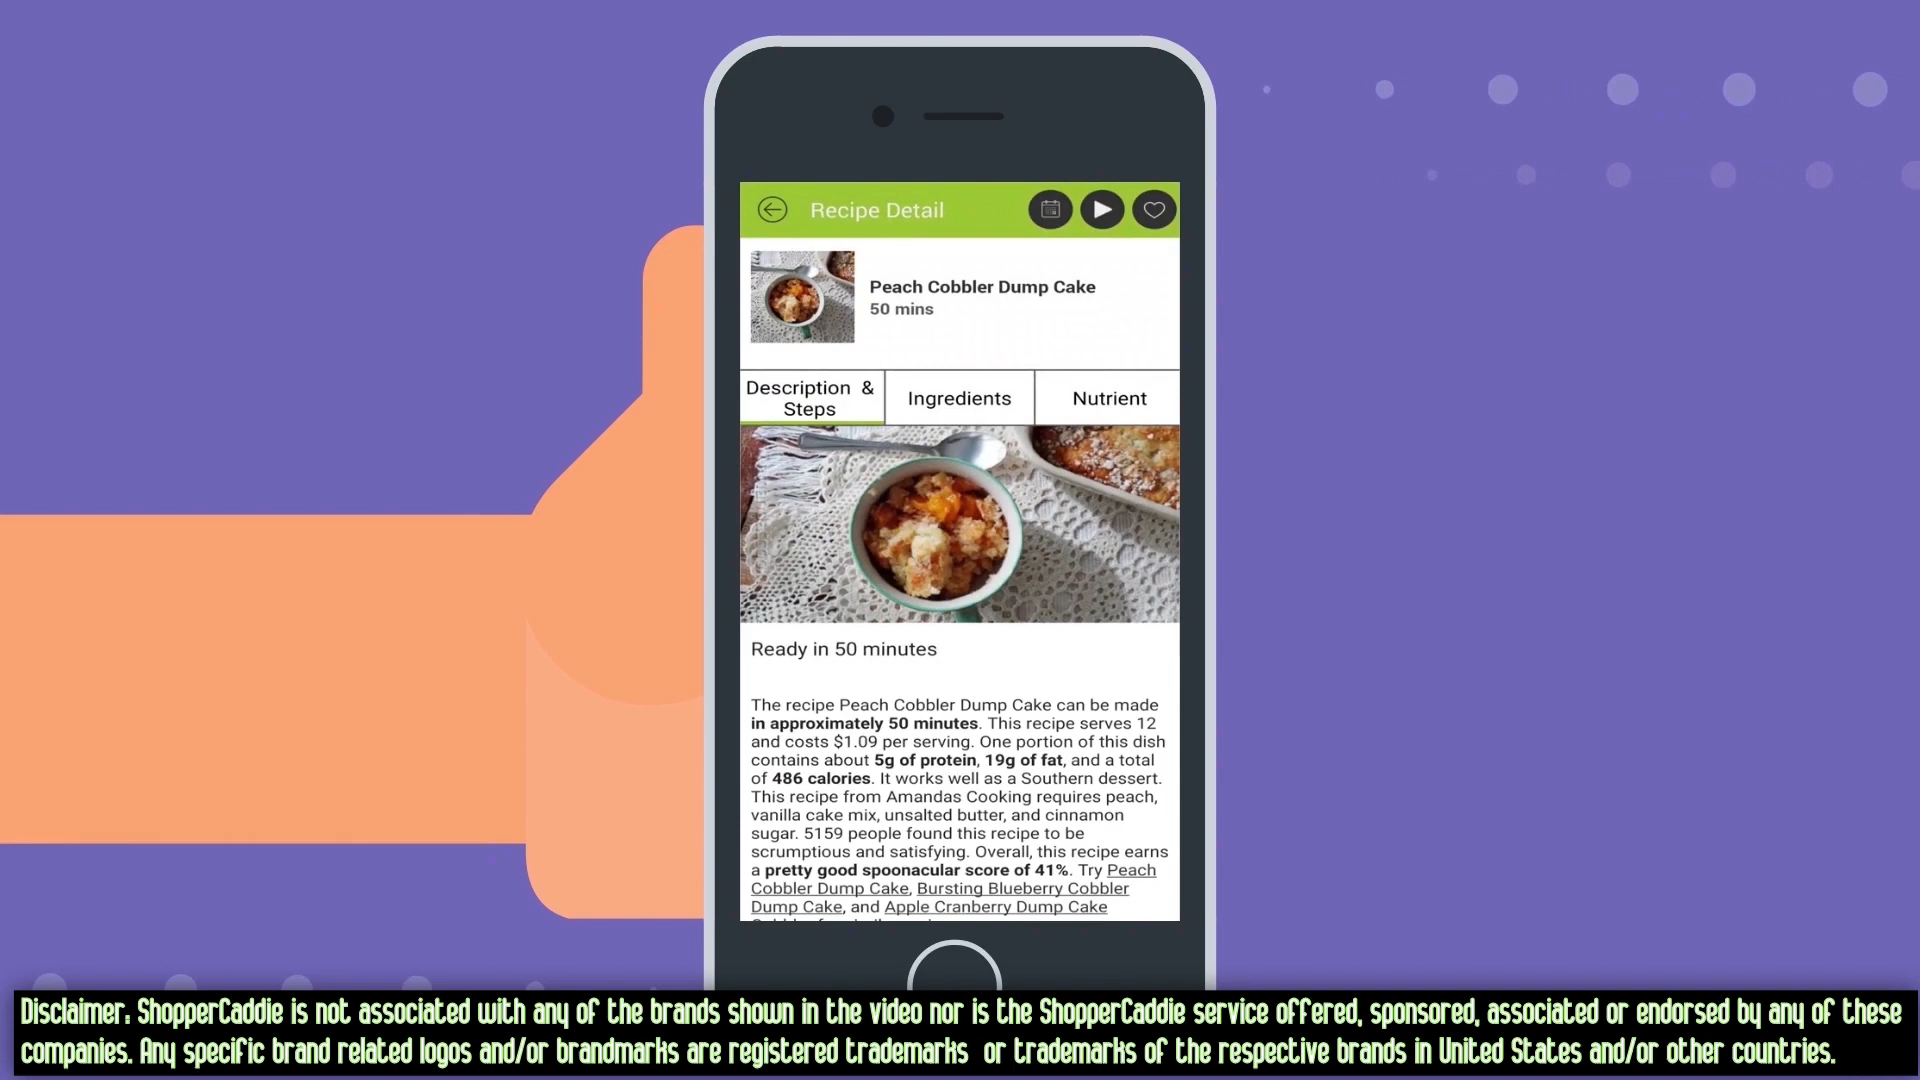 Recipe Detail
Peach Cobbler Dump Cake
50 mins
Description & Steps
Ingredients
Nutrient
Ready in 50 minutes
The recipe Peach Cobbler Dump Cake can be made
in approximately 50 minutes. This recipe serves 12
and costs $1.09 per serving. One portion of this dish
contains about 5g of protein, 19g of fat, and a total
of 486 calories. It works well as a Southern dessert.
This recipe from Amandas Cooking requires peach,
vanilla cake mix, unsalted butter, and cinnamon
sugar. 5159 people found this recipe to be
scrumptious and satisfying. Overall, this recipe earns
a pretty good spoonacular score of 41%. Try Peach
Cobbler Dump Cake, Bursting Blueberry Cobbler
Dump Cake, and Apple Cranberry Dump Cake
Disclaimer: ShopperCaddie is not associated with any of the brands shown in the video nor is the ShopperCaddie service offered, sponsored, associated or endorsed by any of these
companies. Any specific brand related logos and/or brandmarks are registered trademarks or trademarks of the respective brands in United States and/or other countries.